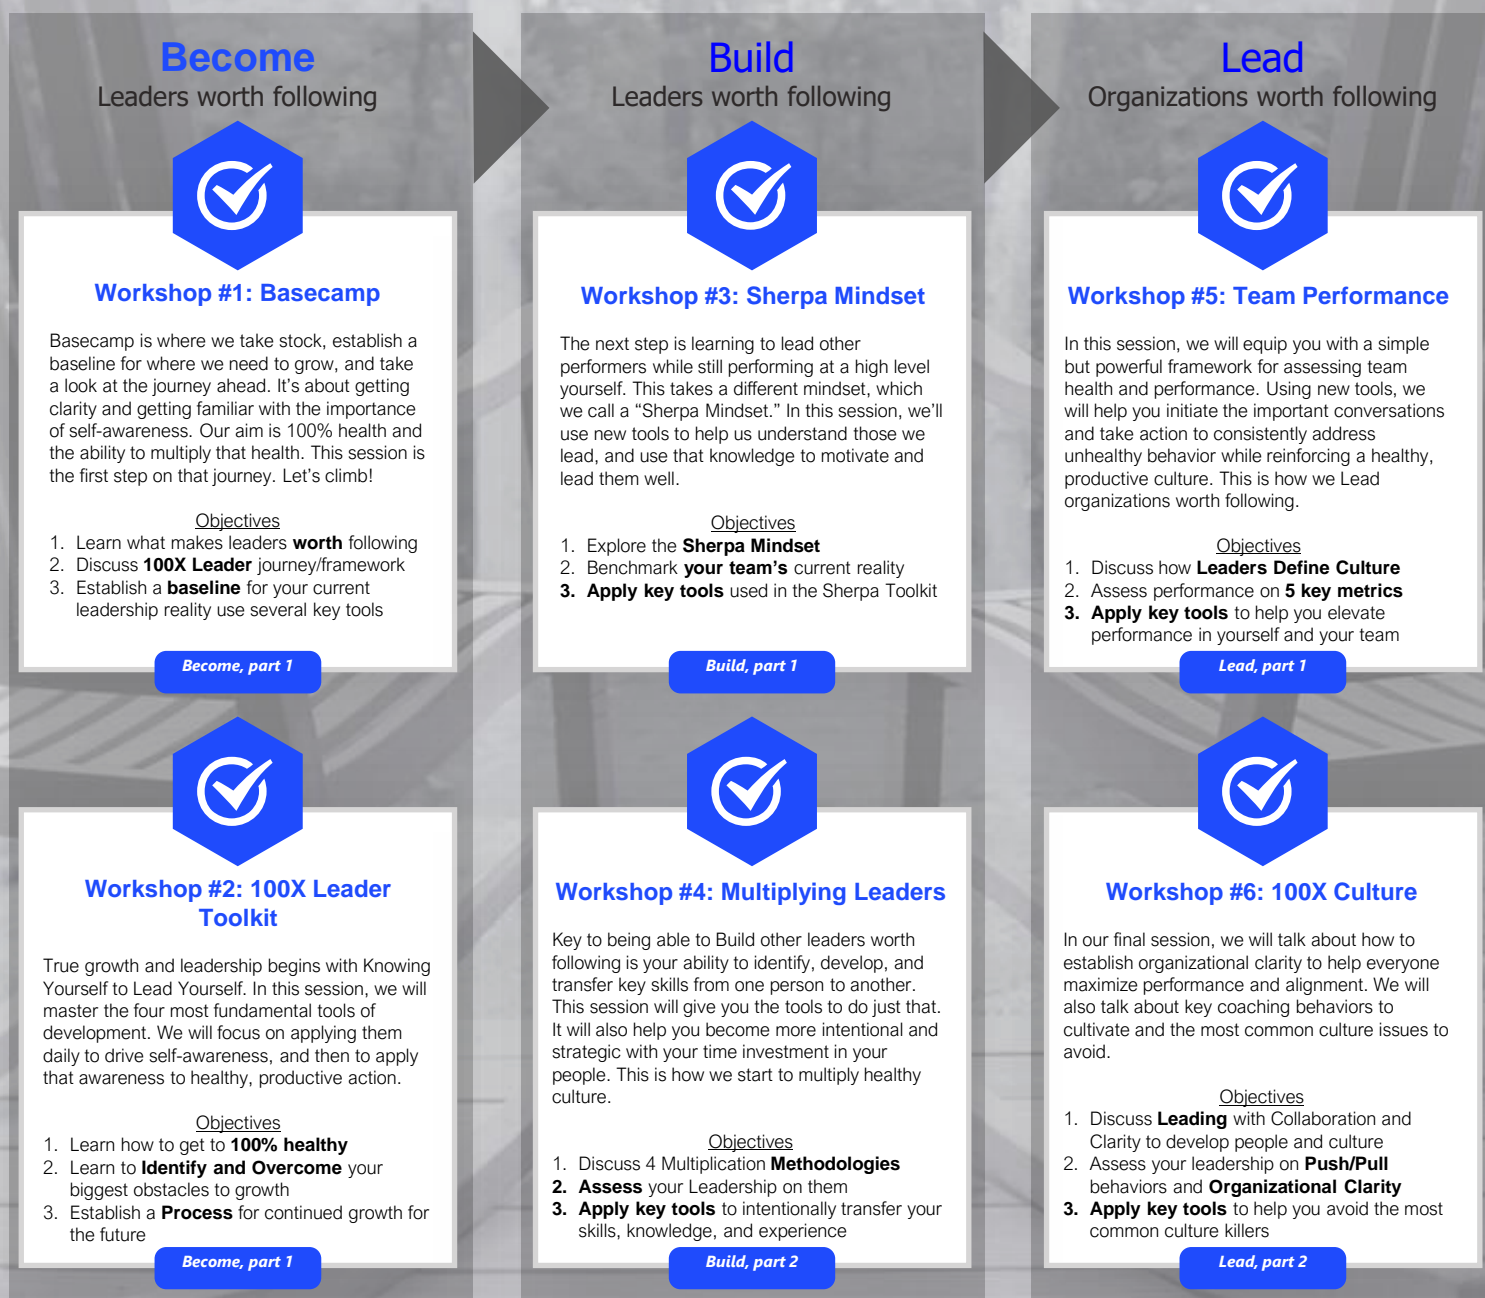 Become
Leaders worth following
Workshop #1: Basecamp
Basecamp is where we take stock, establish a
baseline for where we need to grow, and take
a look at the journey ahead. It's about getting
clarity and getting familiar with the importance
of self-awareness. Our aim is 100% health and
the ability to multiply that health. This session is
the first step on that journey. Let's climb!
Objectives
1. Learn what makes leaders worth following
2. Discuss 100X Leader journey/framework
3. Establish a baseline for your current
leadership reality use several key tools
Become, part 1
Workshop #2: 100X Leader
Toolkit
True growth and leadership begins with Knowing
Yourself to Lead Yourself. In this session, we will
master the four most fundamental tools of
development. We will focus on applying them
daily to drive self-awareness, and then to apply
that awareness to healthy, productive action.
Objectives
1. Learn how to get to 100% healthy
2. Learn to Identify and Overcome your
biggest obstacles to growth
3. Establish a Process for continued growth for
the future
Become, part 1
Build
Leaders worth following
Workshop #3: Sherpa Mindset
The next step is learning to lead other
performers while still performing at a high level
yourself. This takes a different mindset, which
we call a “Sherpa Mindset.” In this session, we’ll
use new tools to help us understand those we
lead, and use that knowledge to motivate and
lead them well.
Objectives
1. Explore the Sherpa Mindset
2. Benchmark your team’s current reality
3. Apply key tools used in the Sherpa Toolkit
Build, part 1
Workshop #4: Multiplying Leaders
Key to being able to Build other leaders worth
following is your ability to identify, develop, and
transfer key skills from one person to another.
This session will give you the tools to do just that.
It will also help you become more intentional and
strategic with your time investment in your
people. This is how we start to multiply healthy
culture.
Objectives
1. Discuss 4 Multiplication Methodologies
2. Assess your Leadership on them
3. Apply key tools to intentionally transfer your
skills, knowledge, and experience
Build, part 2
Lead
Organizations worth following
Workshop #5: Team Performance
In this session, we will equip you with a simple
but powerful framework for assessing team
health and performance. Using new tools, we
will help you initiate the important conversations
and take action to consistently address
unhealthy behavior while reinforcing a healthy,
productive culture. This is how we Lead
organizations worth following.
Objectives
1. Discuss how Leaders Define Culture
2. Assess performance on 5 key metrics
3. Apply key tools to help you elevate
performance in yourself and your team
Lead, part 1
Workshop #6: 100X Culture
In our final session, we will talk about how to
establish organizational clarity to help everyone
maximize performance and alignment. We will
also talk about key coaching behaviors to
cultivate and the most common culture issues to
avoid.
Objectives
1. Discuss Leading with Collaboration and
Clarity to develop people and culture
2. Assess your leadership on Push/Pull
behaviors and Organizational Clarity
3. Apply key tools to help you avoid the most
common culture killers
Lead, part 2